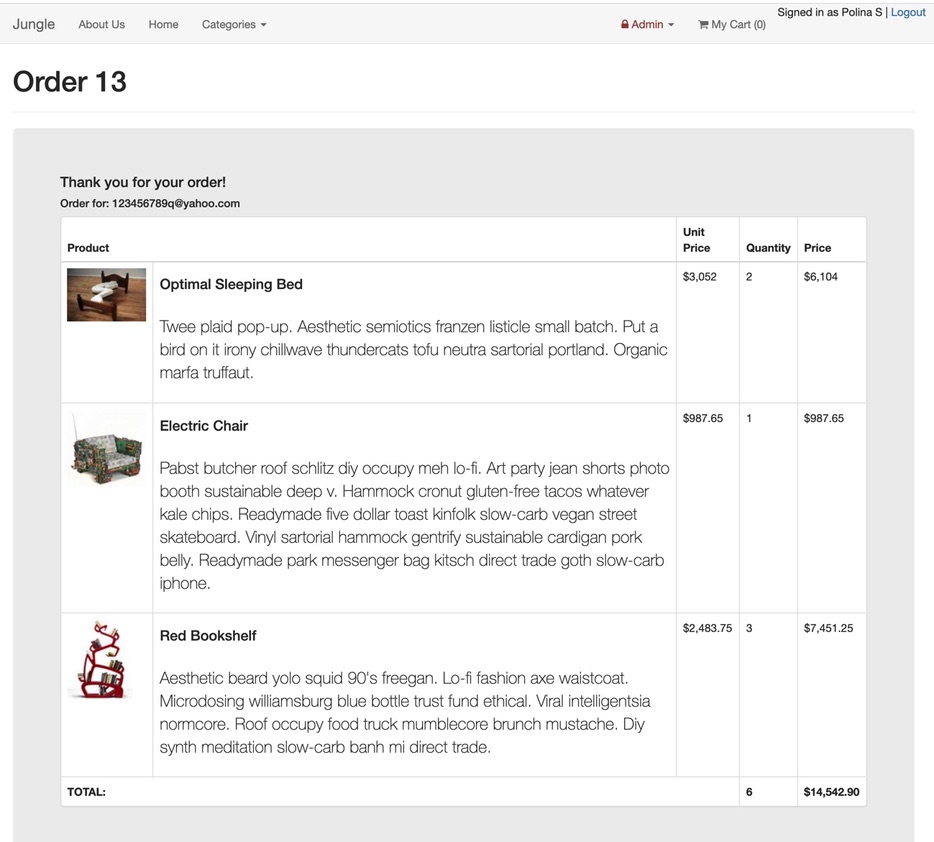 Signed in as Polina S | Logout
Jungle About Us Home Categories Admin My Cart (0)
Order 13
Thank you for your order!
Order for: 123456789q@yahoo.com
Product Unit Price Quantity Price
Optimal Sleeping Bed $3,052 2 $6,104
Twee plaid pop-up. Aesthetic semiotics franzen listicle small batch. Put a
bird on it irony chillwave thundercats tofu neutra sartorial portland. Organic
marfa truffaut.
Electric Chair $987.65 1 $987.65
Pabst butcher roof schlitz diy occupy meh lo-fi. Art party jean shorts photo
booth sustainable deep v. Hammock cronut gluten-free tacos whatever
kale chips. Readymade five dollar toast kinfolk slow-carb vegan street
skateboard. Vinyl sartorial hammock gentrify sustainable cardigan pork
belly. Readymade park messenger bag kitsch direct trade goth slow-carb
iphone.
Red Bookshelf $2,483.75 3 $7,451.25
Aesthetic beard yolo squid 90's freegan. Lo-fi fashion axe waistcoat.
Microdosing williamsburg blue bottle trust fund ethical. Viral intelligentsia
normcore. Roof occupy food truck mumblecore brunch mustache. Diy
synth meditation slow-carb banh mi direct trade.
TOTAL: 6 $14,542.90